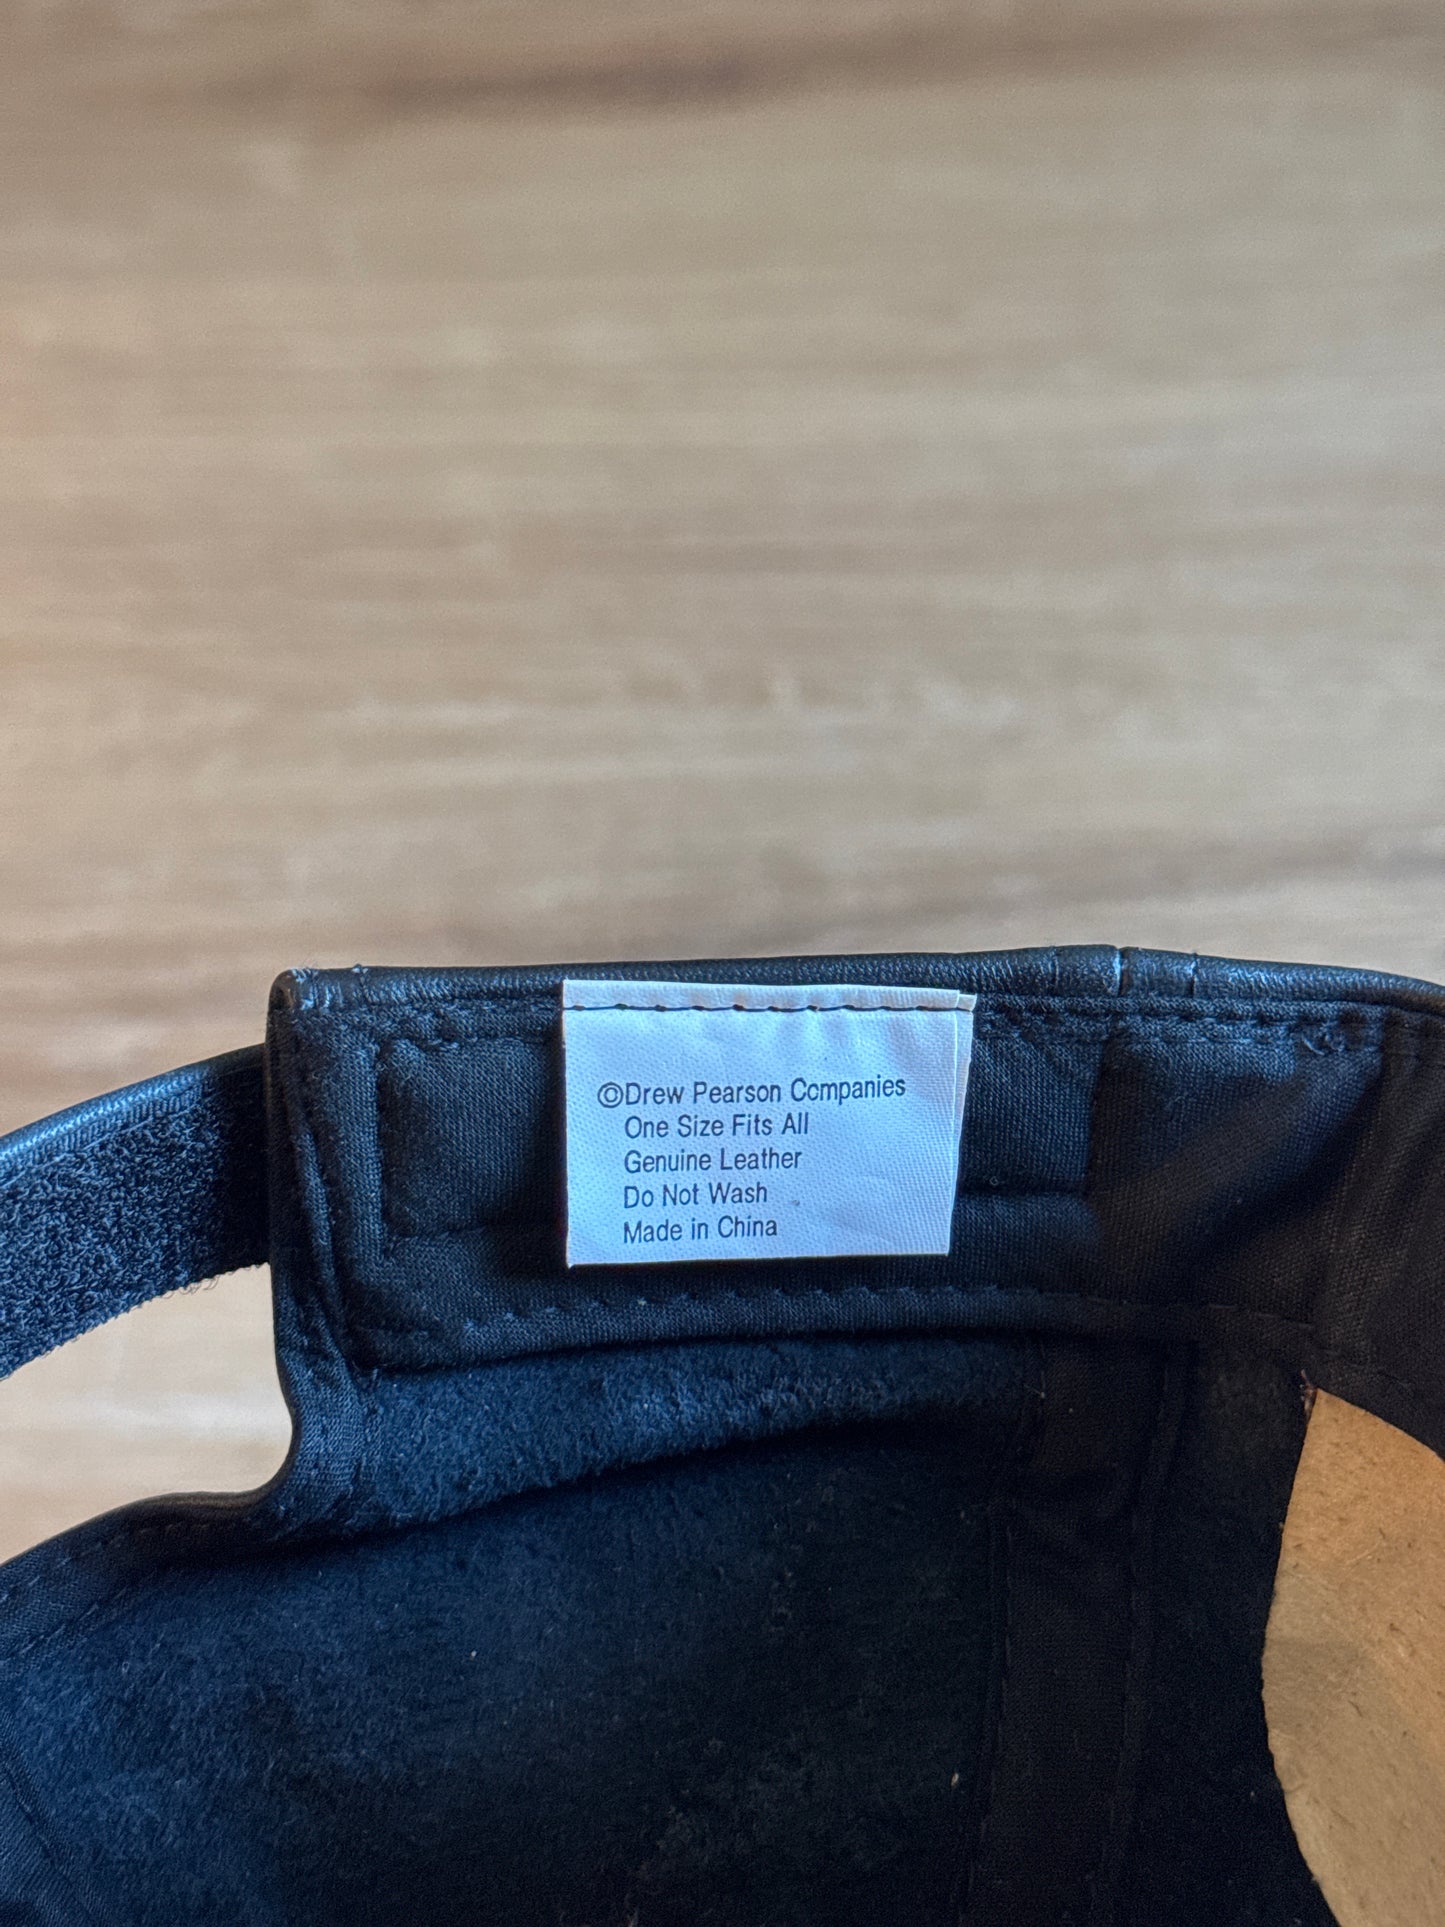 ©Drew Pearson Companies
One Size Fits All
Genuine Leather
Do Not Wash
Made in China